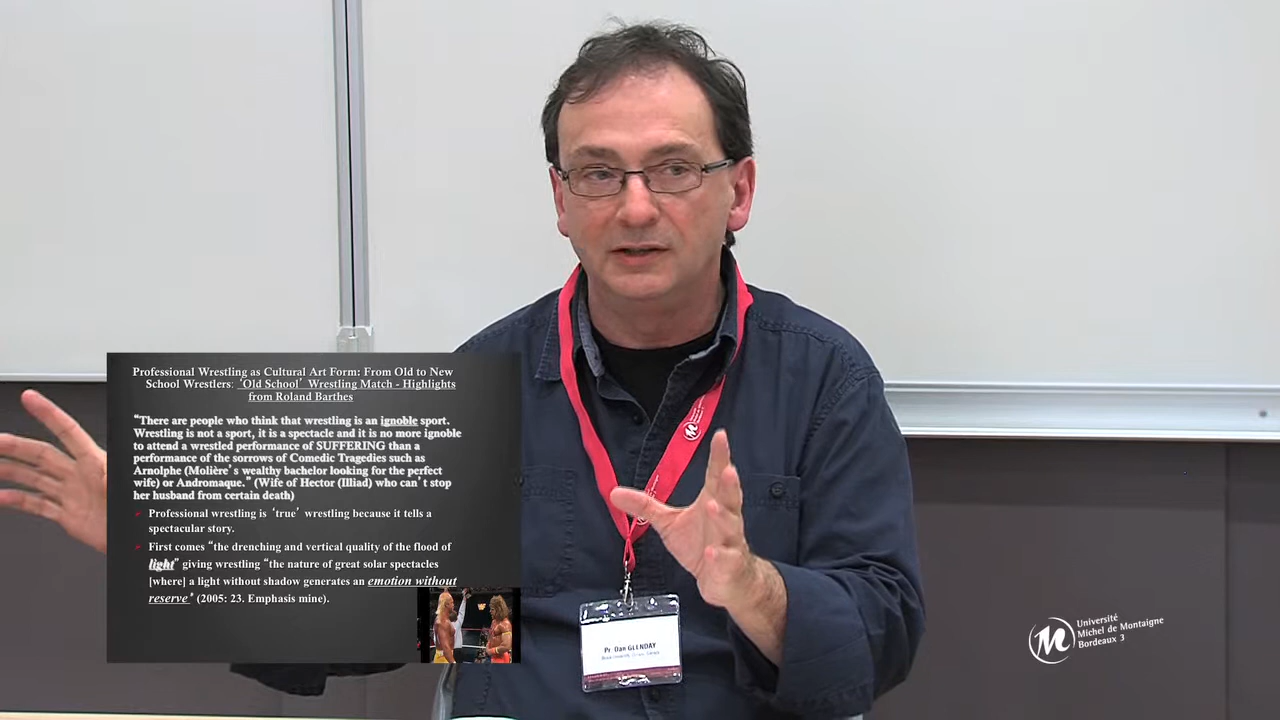 Professional Wrestling as Cultural Art Form: From Old to New
School Wrestlers: ‘Old School’ Wrestling Match - Highlights
from Roland Barthes
“There are people who think that wrestling is an ignoble sport.
Wrestling is not a sport, it is a spectacle and it is no more ignoble
to attend a wrestled performance of SUFFERING than a
performance of the sorrows of Comedic Tragedies such as
Arnolphe (Molière’s wealthy bachelor looking for the perfect
wife) or Andromaque.” (Wife of Hector (Illiad) who can’t stop
her husband from certain death)
Professional wrestling is ‘true’ wrestling because it tells a
spectacular story.
First comes “the drenching and vertical quality of the flood of
light” giving wrestling “the nature of great solar spectacles
[where] a light without shadow generates an emotion without
reserve” (2005: 23. Emphasis mine).
Pr Dan GLENDAY
Université
Michel de Montaigne
Bordeaux 3